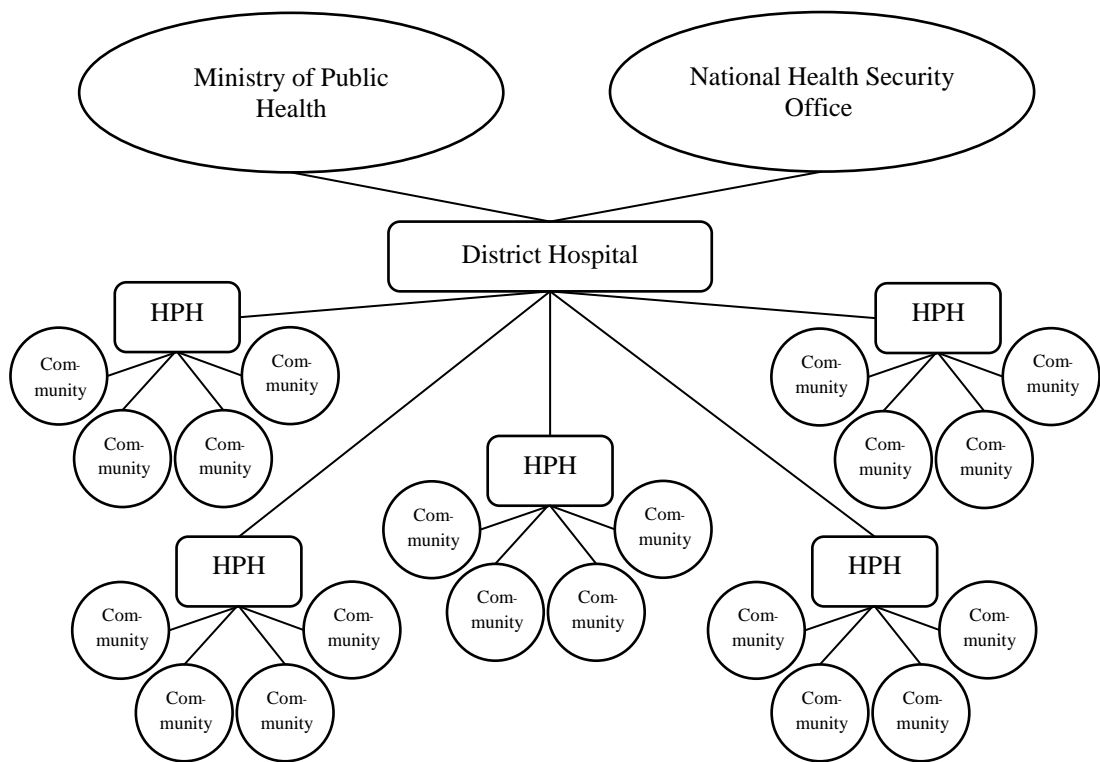 Ministry of Public
Health
National Health Security
Office
District Hospital
HPH
Com-
munity
Com-
munity
Com-
munity
Com-
munity
HPH
Com-
munity
Com-
munity
Com-
munity
Com-
munity
HPH
Com-
munity
Com-
munity
Com-
munity
Com-
munity
HPH
Com-
munity
Com-
munity
Com-
munity
Com-
munity
HPH
Com-
munity
Com-
munity
Com-
munity
Com-
munity